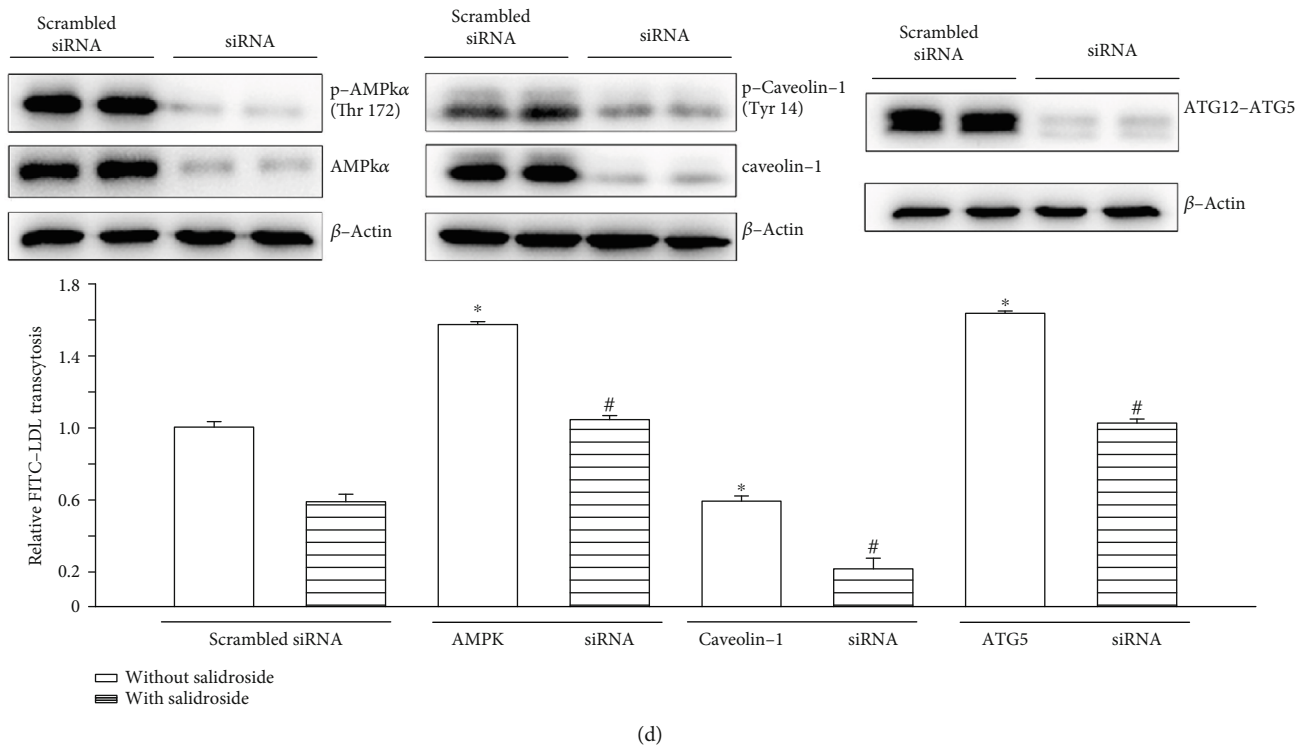 Scrambled
siRNA
siRNA
p–AMPkα
(Thr 172)
AMPkα
β–Actin
Scrambled
siRNA
siRNA
p–Caveolin–1
(Tyr 14)
caveolin–1
β–Actin
Scrambled
siRNA
siRNA
ATG12–ATG5
β–Actin
Relative FITC–LDL transcytosis
1.8
1.4
1.0
0.6
0.2
0
*
#
*
#
*
#
Scrambled siRNA
AMPK siRNA
Caveolin–1 siRNA
ATG5 siRNA
Without salidroside
With salidroside
(d)